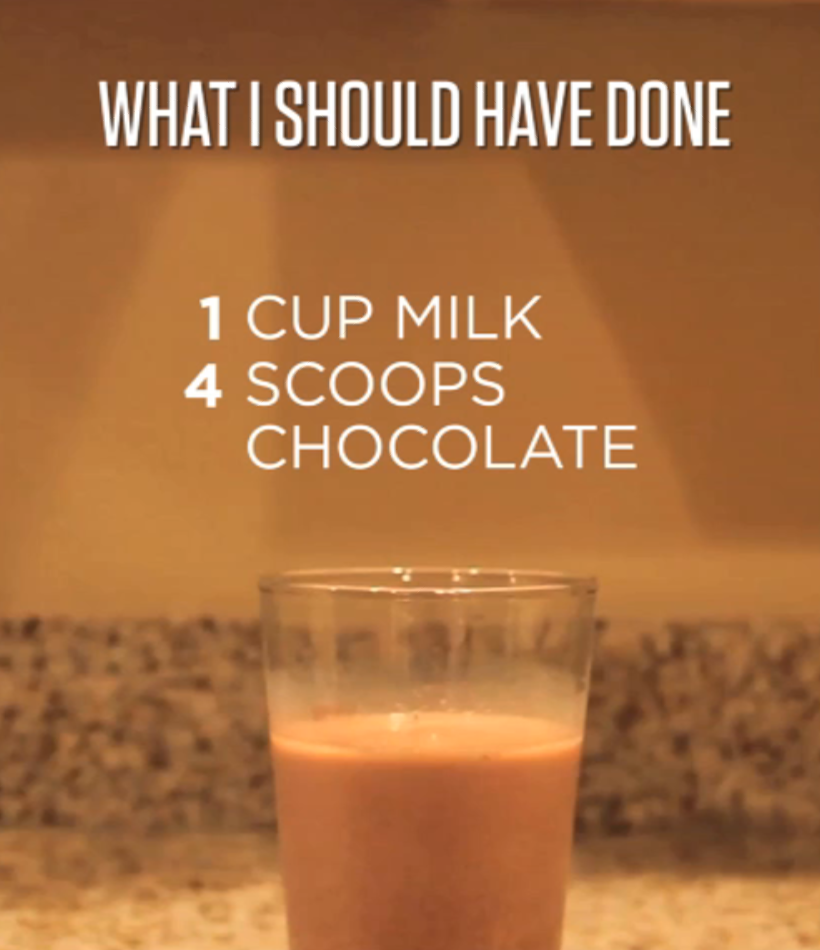 WHAT I SHOULD HAVE DONE
1 CUP MILK
4 SCOOPS
CHOCOLATE